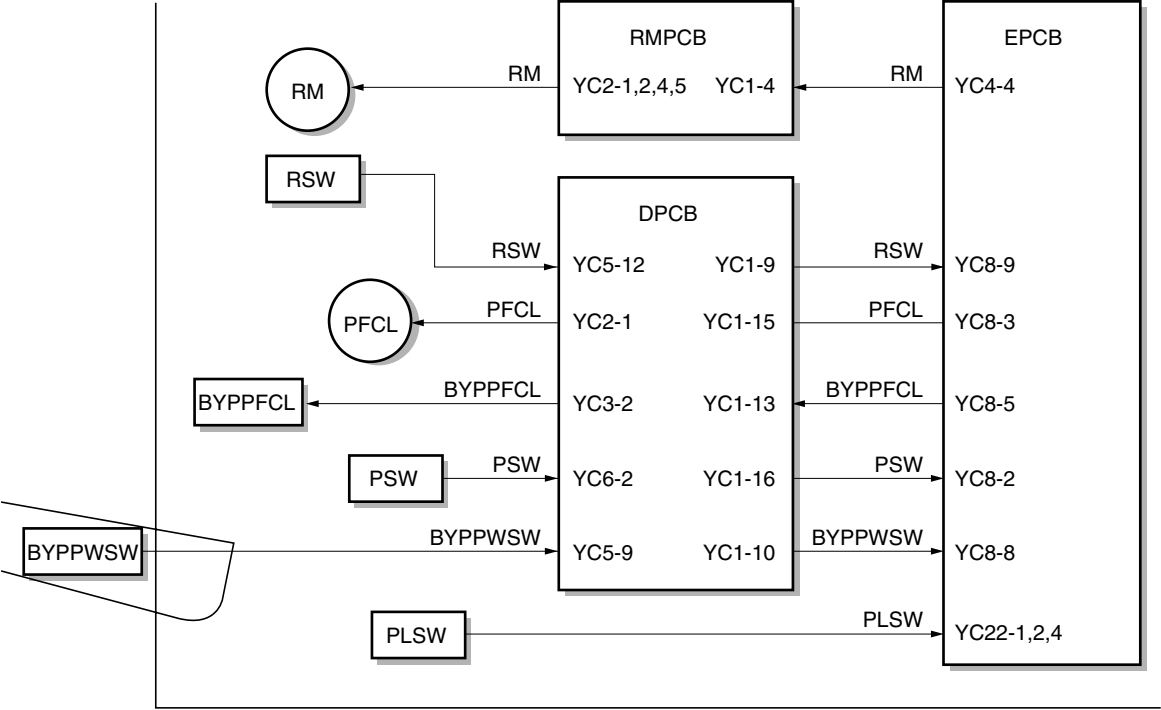 RMPCB
EPCB
RM
RM
YC2-1,2,4,5
YC1-4
RM
YC4-4
RSW
DPCB
RSW
YC5-12
YC1-9
RSW
YC8-9
PFCL
PFCL
YC2-1
YC1-15
PFCL
YC8-3
BYPPFCL
BYPPFCL
YC3-2
YC1-13
BYPPFCL
YC8-5
PSW
PSW
YC6-2
YC1-16
PSW
YC8-2
BYPPWSW
BYPPWSW
YC5-9
YC1-10
BYPPWSW
YC8-8
PLSW
PLSW
YC22-1,2,4